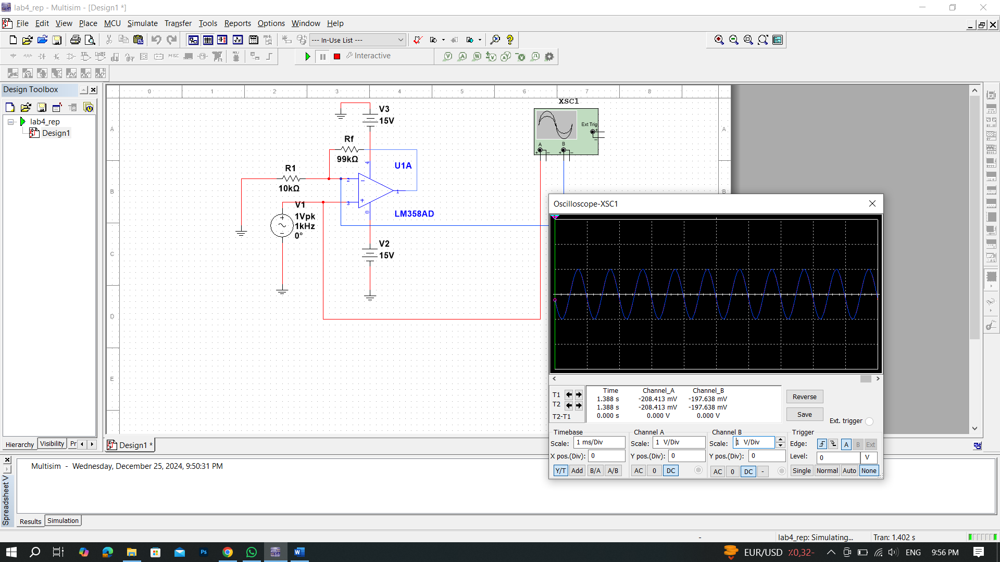 lab4_rep - Multisim - [Design1 *]
File Edit View Place MCU Simulate Transfer Tools Reports Options Window Help
--- In-Use List ---
MISC
Interactive
Design Toolbox
lab4_rep
Design1
Hierarchy Visibility Pr
0 1 2 3 4 5 6 7 8
A
B
C
D
E
A
B
V3
15V
Rf
99kΩ
R1
10kΩ
U1A
LM358AD
4
2
3
8
1
V1
1Vpk
1kHz
0°
V2
15V
XSC1
Ext Trig
A B
Design1 *
Oscilloscope-XSC1
Time Channel_A Channel_B
T1 1.388 s -208.413 mV -197.638 mV
T2 1.388 s -208.413 mV -197.638 mV
T2-T1 0.000 s 0.000 V 0.000 V
Reverse
Save
Ext. trigger
Timebase
Scale: 1 ms/Div
X pos.(Div): 0
Y/T Add B/A A/B
Channel A
Scale: 1 V/Div
Y pos.(Div): 0
AC 0 DC
Channel B
Scale: 1 V/Div
Y pos.(Div): 0
AC 0 DC -
Trigger
Edge: A B Ext
Level: 0 V
Single Normal Auto None
Spreadsheet V
Multisim - Wednesday, December 25, 2024, 9:50:31 PM
Results Simulation
-
lab4_rep: Simulating...
Tran: 1.402 s
Ps
W
EUR/USD ٪0,32-
ENG
9:56 PM